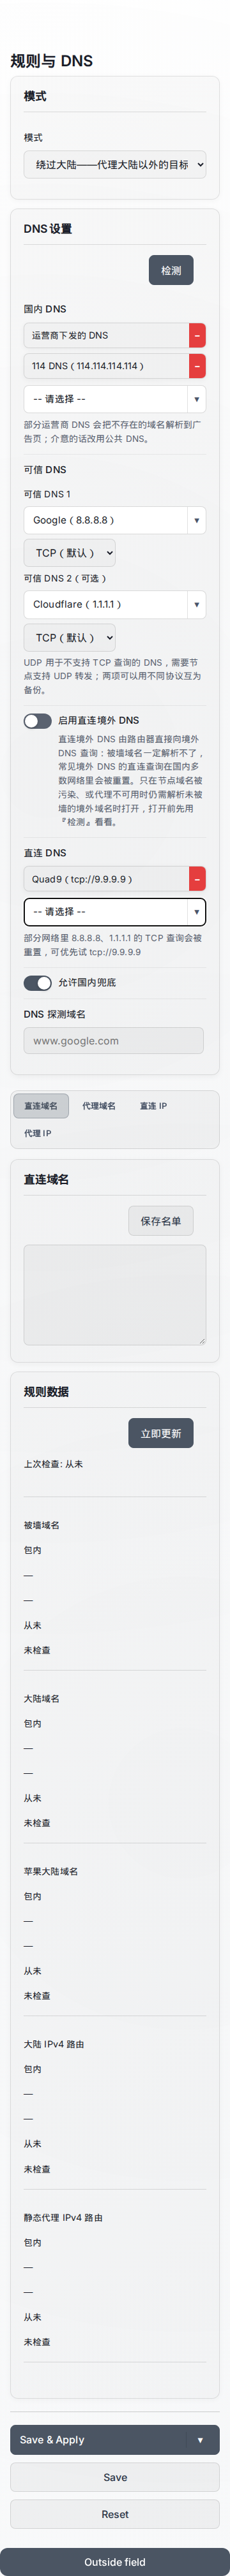 规则与 DNS
模式
模式
绕过大陆——代理大陆以外的目标
DNS 设置
检测
国内 DNS
运营商下发的 DNS
−
114 DNS（114.114.114.114）
−
-- 请选择 --
▾
部分运营商 DNS 会把不存在的域名解析到广
告页；介意的话改用公共 DNS。
可信 DNS
可信 DNS 1
Google（8.8.8.8）
▾
TCP（默认）
可信 DNS 2（可选）
Cloudflare（1.1.1.1）
▾
TCP（默认）
UDP 用于不支持 TCP 查询的 DNS，需要节
点支持 UDP 转发；两项可以用不同协议互为
备份。
启用直连境外 DNS
直连境外 DNS 由路由器直接向境外
DNS 查询：被墙域名一定解析不了，
常见境外 DNS 的直连查询在国内多
数网络里会被重置。只在节点域名被
污染、或代理不可用时仍需解析未被
墙的境外域名时打开，打开前先用
『检测』看看。
直连 DNS
Quad9（tcp://9.9.9.9）
−
-- 请选择 --
▾
部分网络里 8.8.8.8、1.1.1.1 的 TCP 查询会被
重置，可优先试 tcp://9.9.9.9
允许国内兜底
DNS 探测域名
www.google.com
直连域名
代理域名
直连 IP
代理 IP
直连域名
保存名单
规则数据
立即更新
上次检查: 从未
被墙域名
包内
—
—
从未
未检查
大陆域名
包内
—
—
从未
未检查
苹果大陆域名
包内
—
—
从未
未检查
大陆 IPv4 路由
包内
—
—
从未
未检查
静态代理 IPv4 路由
包内
—
—
从未
未检查
Save & Apply
▾
Save
Reset
Outside field